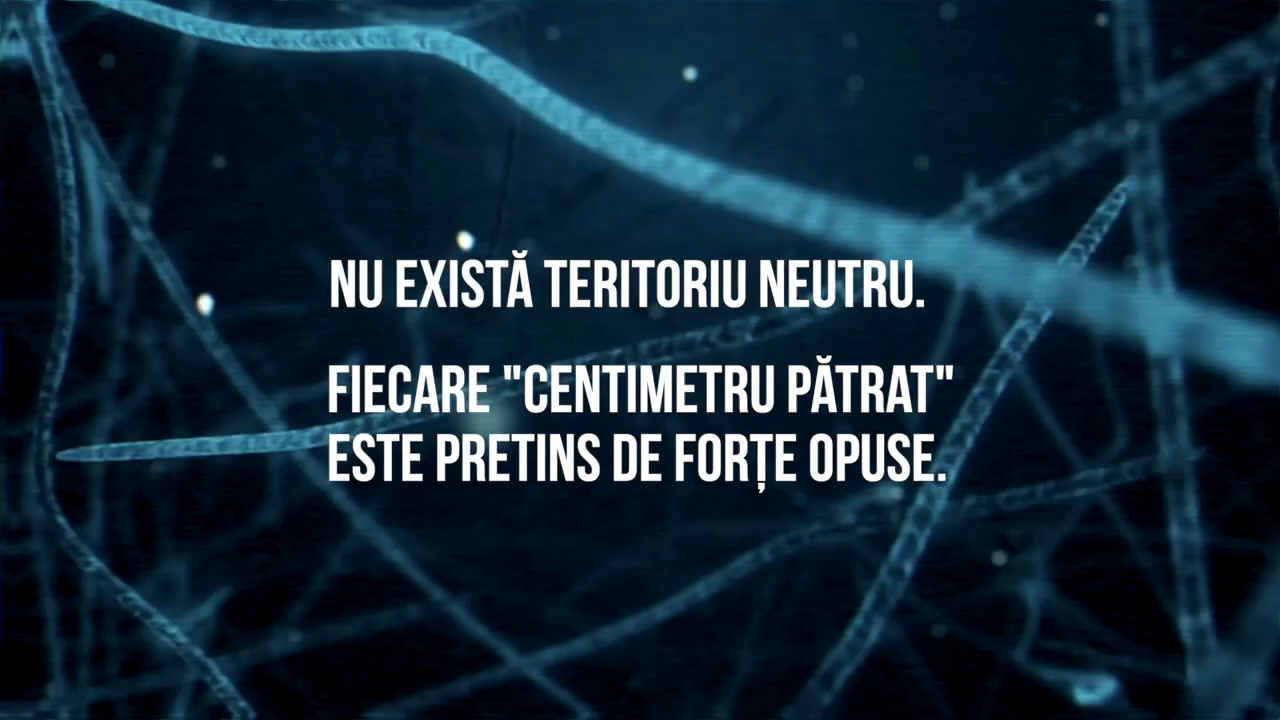 NU EXISTĂ TERITORIU NEUTRU.
FIECARE "CENTIMETRU PĂTRAT"
ESTE PRETINS DE FORȚE OPUSE.